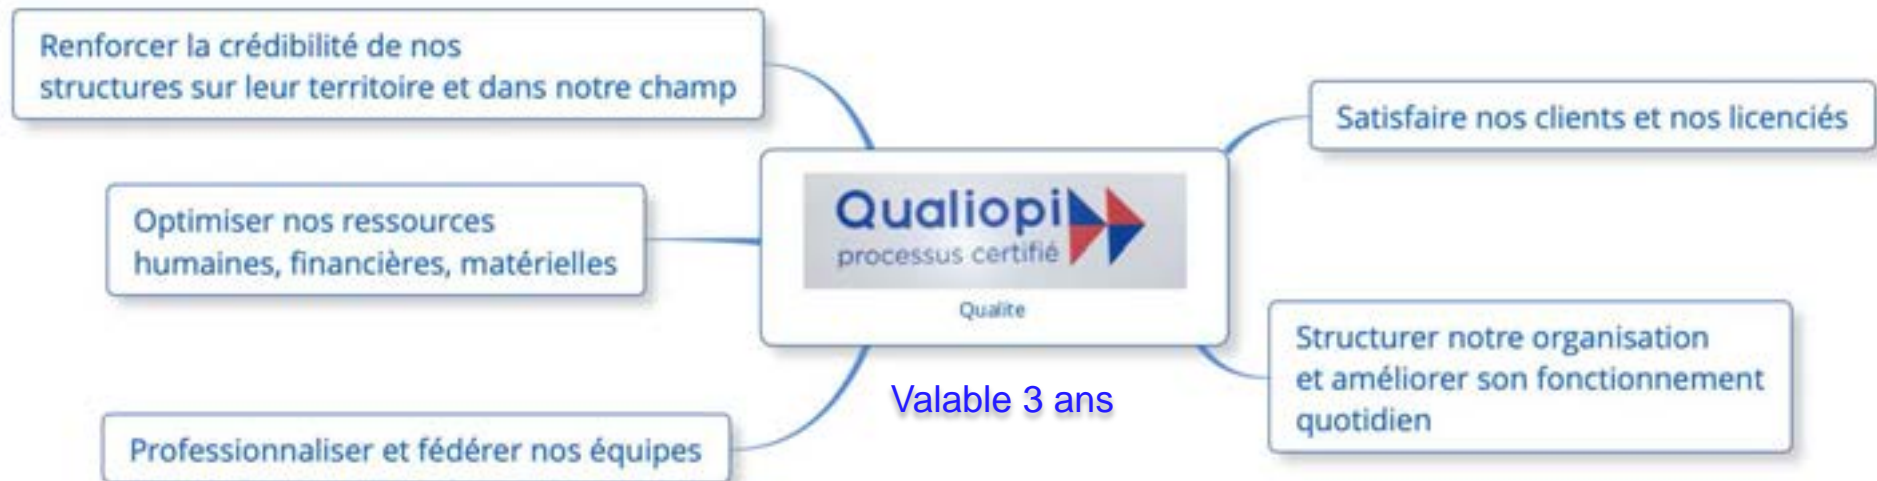 Renforcer la crédibilité de nos
structures sur leur territoire et dans notre champ
Satisfaire nos clients et nos licenciés
Optimiser nos ressources
humaines, financières, matérielles
Qualiopi
processus certifié
Qualite
Structurer notre organisation
et améliorer son fonctionnement
quotidien
Valable 3 ans
Professionnaliser et fédérer nos équipes